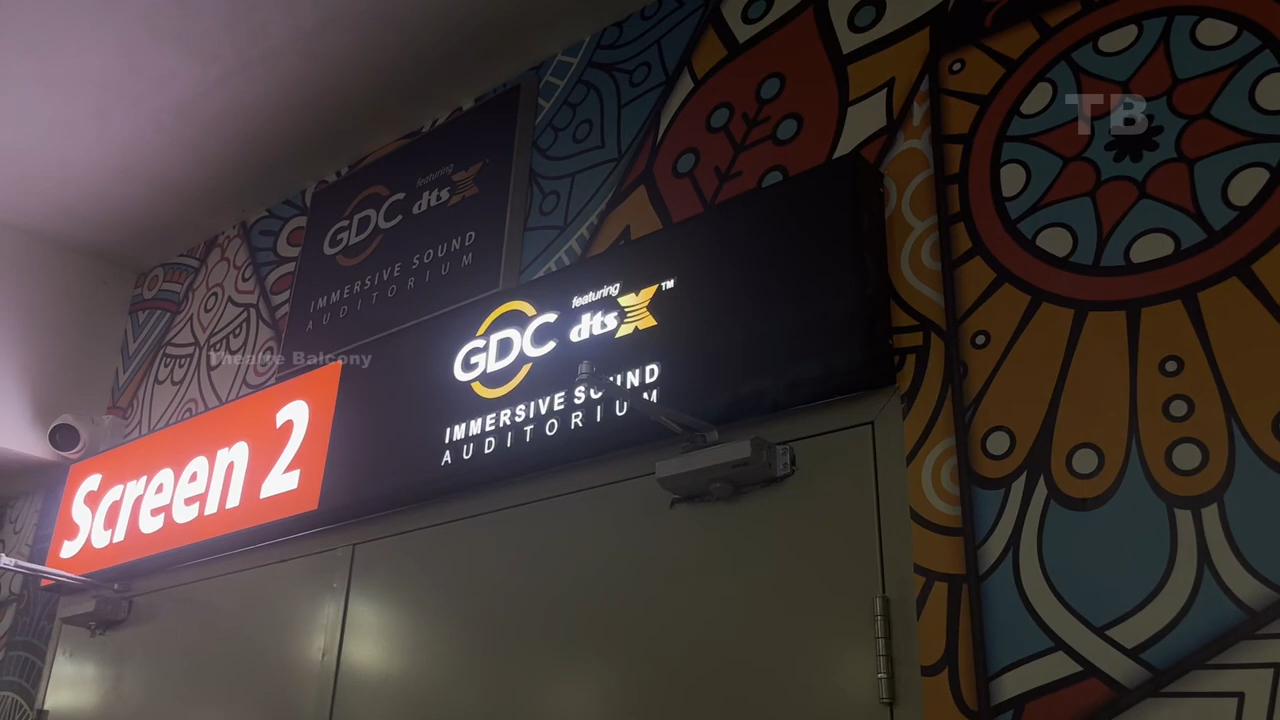 TB
GDC featuring dts X
IMMERSIVE SOUND
AUDITORIUM
Theatre Balcony
GDC featuring dts X™
IMMERSIVE SOUND
AUDITORIUM
Screen 2